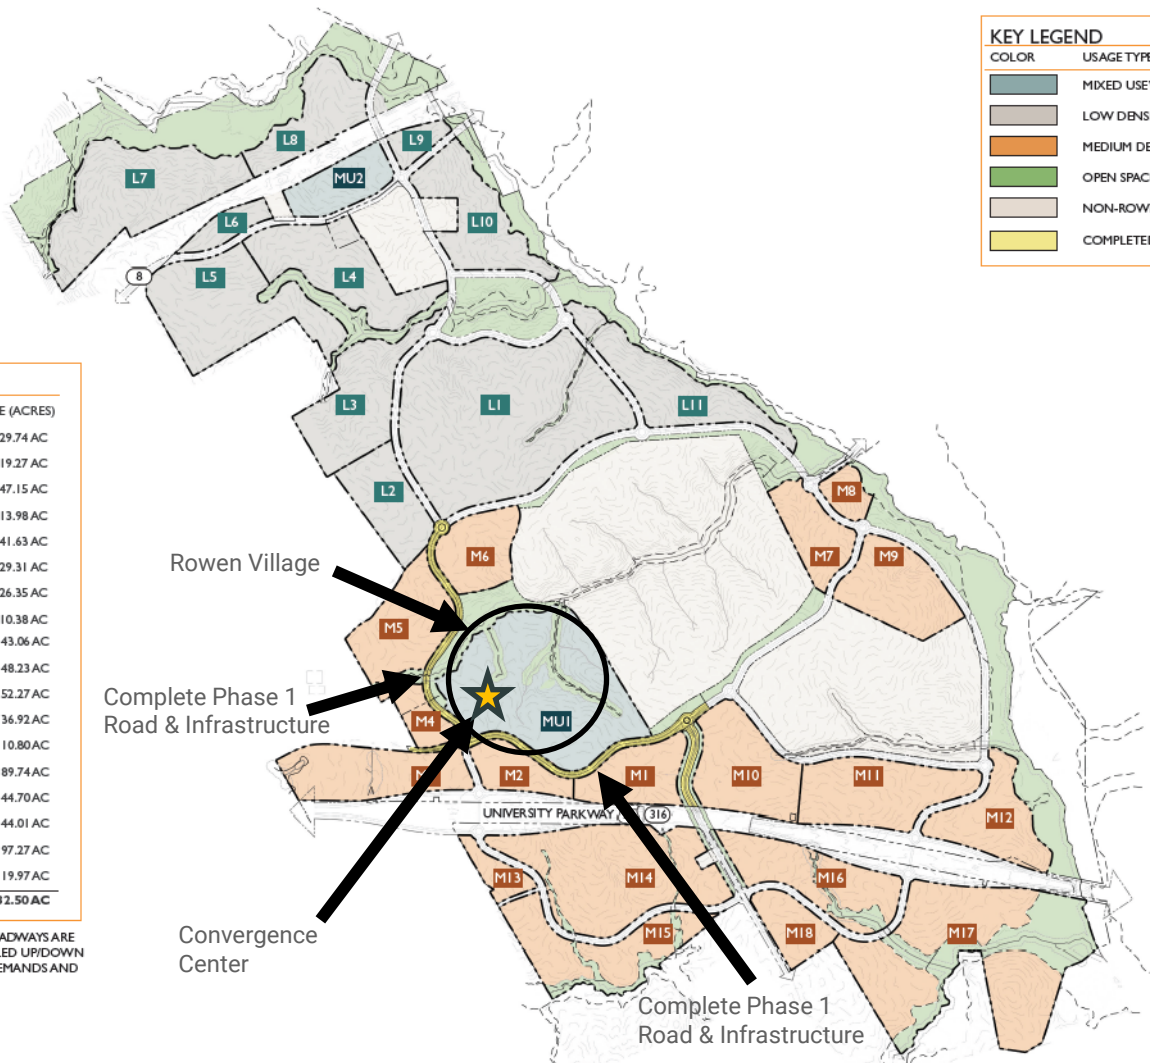 KEY LEGEND
COLOR USAGE TYPE
MIXED USE
LOW DENS
MEDIUM DE
OPEN SPAC
NON-ROW
COMPLETE
L8
L9
L7
MU2
L6
L10
8
L5
L4
L3
L1
L11
L2
M8
M6
M7
M9
Rowen Village
M5
Complete Phase 1
Road & Infrastructure
M4
MU1
M2
M1
M10
M11
UNIVERSITY PARKWAY
316
M12
M13
M14
M16
M15
M18
M17
Convergence
Center
Complete Phase 1
Road & Infrastructure
E (ACRES)
29.74 AC
19.27 AC
47.15 AC
13.98 AC
41.63 AC
29.31 AC
26.35 AC
10.38 AC
43.06 AC
48.23 AC
52.27 AC
36.92 AC
10.80 AC
89.74 AC
44.70 AC
44.01 AC
97.27 AC
19.97 AC
2.50 AC
ADWAYS ARE
ED UP/DOWN
EMANDS AND